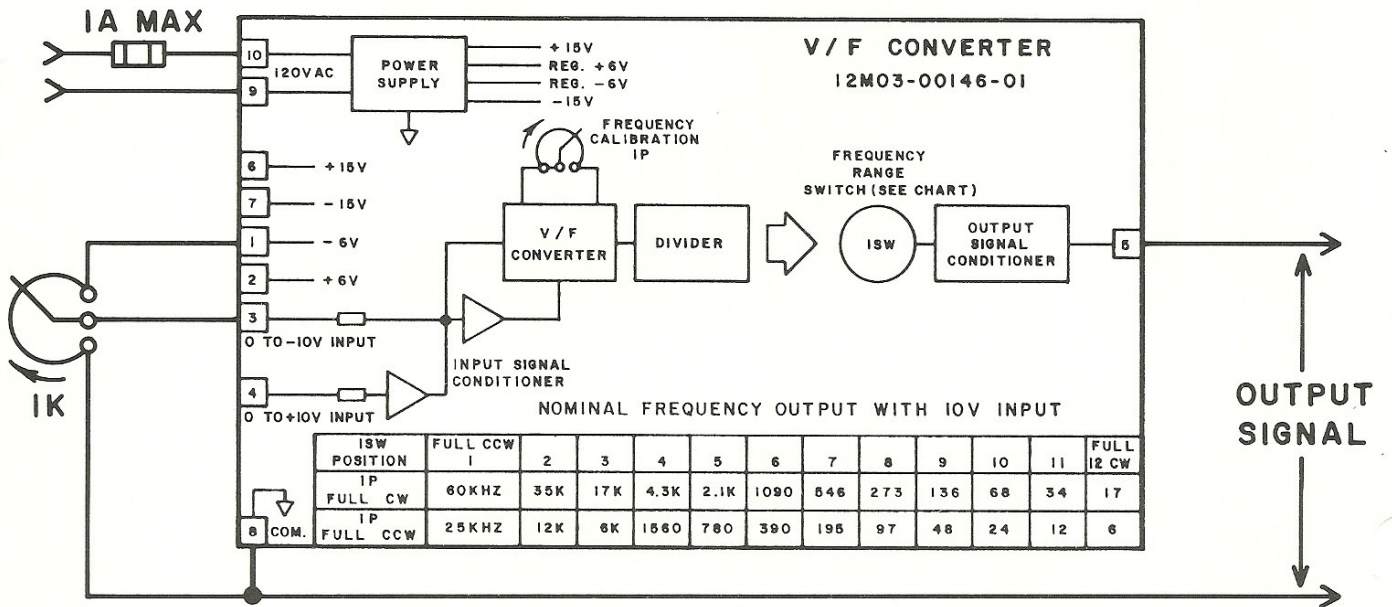 1A MAX
V/F CONVERTER
12M03-00146-01
10
120VAC
9
POWER
SUPPLY
+15V
REG. +6V
REG. -6V
-15V
FREQUENCY
CALIBRATION
1P
6 +15V
7 -15V
1 -6V
2 +6V
3
0 TO-10V INPUT
4
0 TO+10V INPUT
1K
V/F
CONVERTER
DIVIDER
FREQUENCY
RANGE
SWITCH (SEE CHART)
1SW
OUTPUT
SIGNAL
CONDITIONER
5
INPUT SIGNAL
CONDITIONER
OUTPUT
SIGNAL
NOMINAL FREQUENCY OUTPUT WITH 10V INPUT
1SW POSITION FULL CCW 1 2 3 4 5 6 7 8 9 10 11 FULL 12 CW
1P FULL CW 60KHZ 35K 17K 4.3K 2.1K 1090 546 273 136 68 34 17
1P FULL CCW 25KHZ 12K 6K 1560 780 390 195 97 48 24 12 6
8 COM.